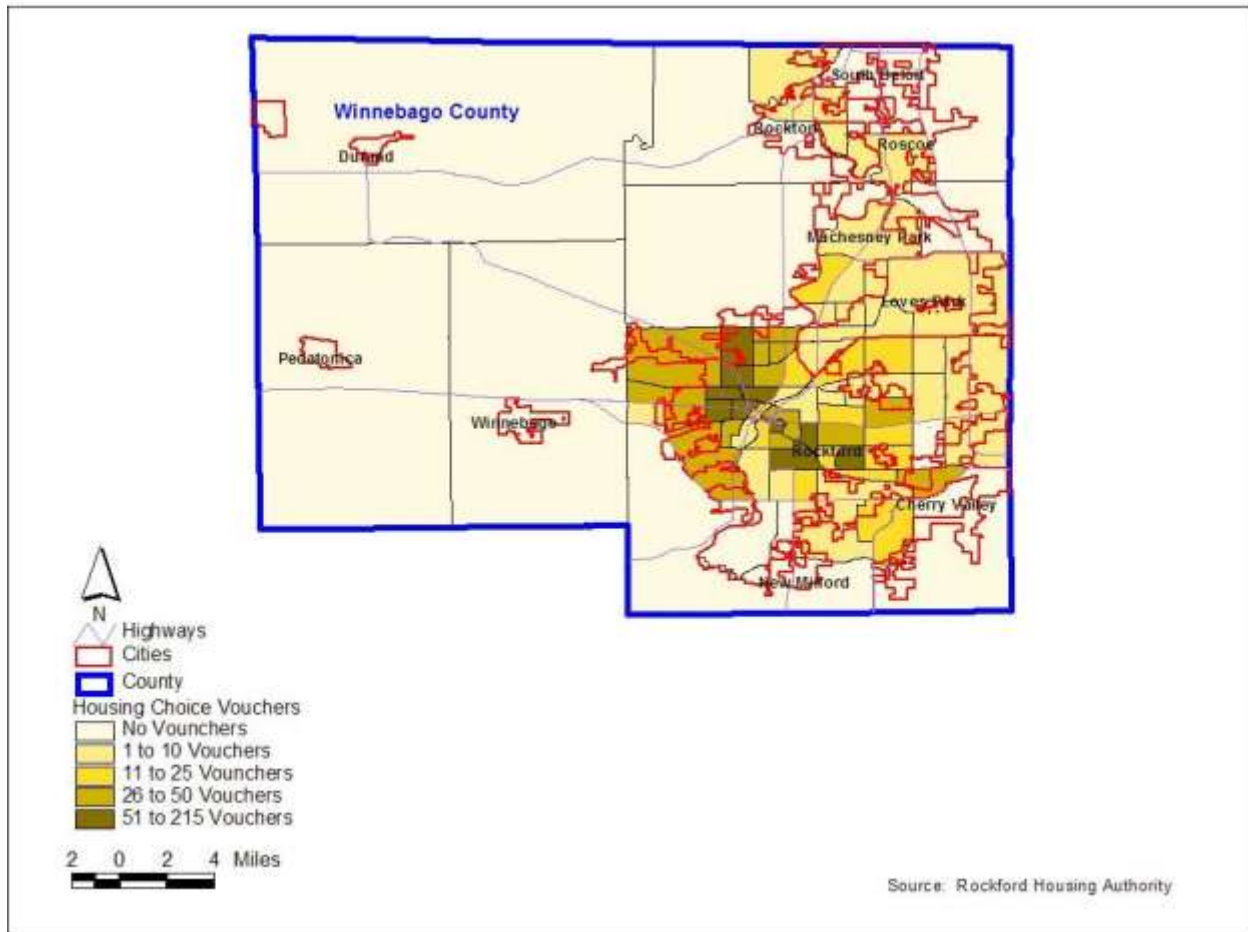 South Beloit
Winnebago County
Rockton
Durand
Roscoe
Machesney Park
Loves Park
Pecatonica
Winnebago
Rockford
Cherry Valley
New Milford
N
Highways
Cities
County
Housing Choice Vouchers
No Vounchers
1 to 10 Vouchers
11 to 25 Vounchers
26 to 50 Vouchers
51 to 215 Vouchers
2 0 2 4 Miles
Source: Rockford Housing Authority